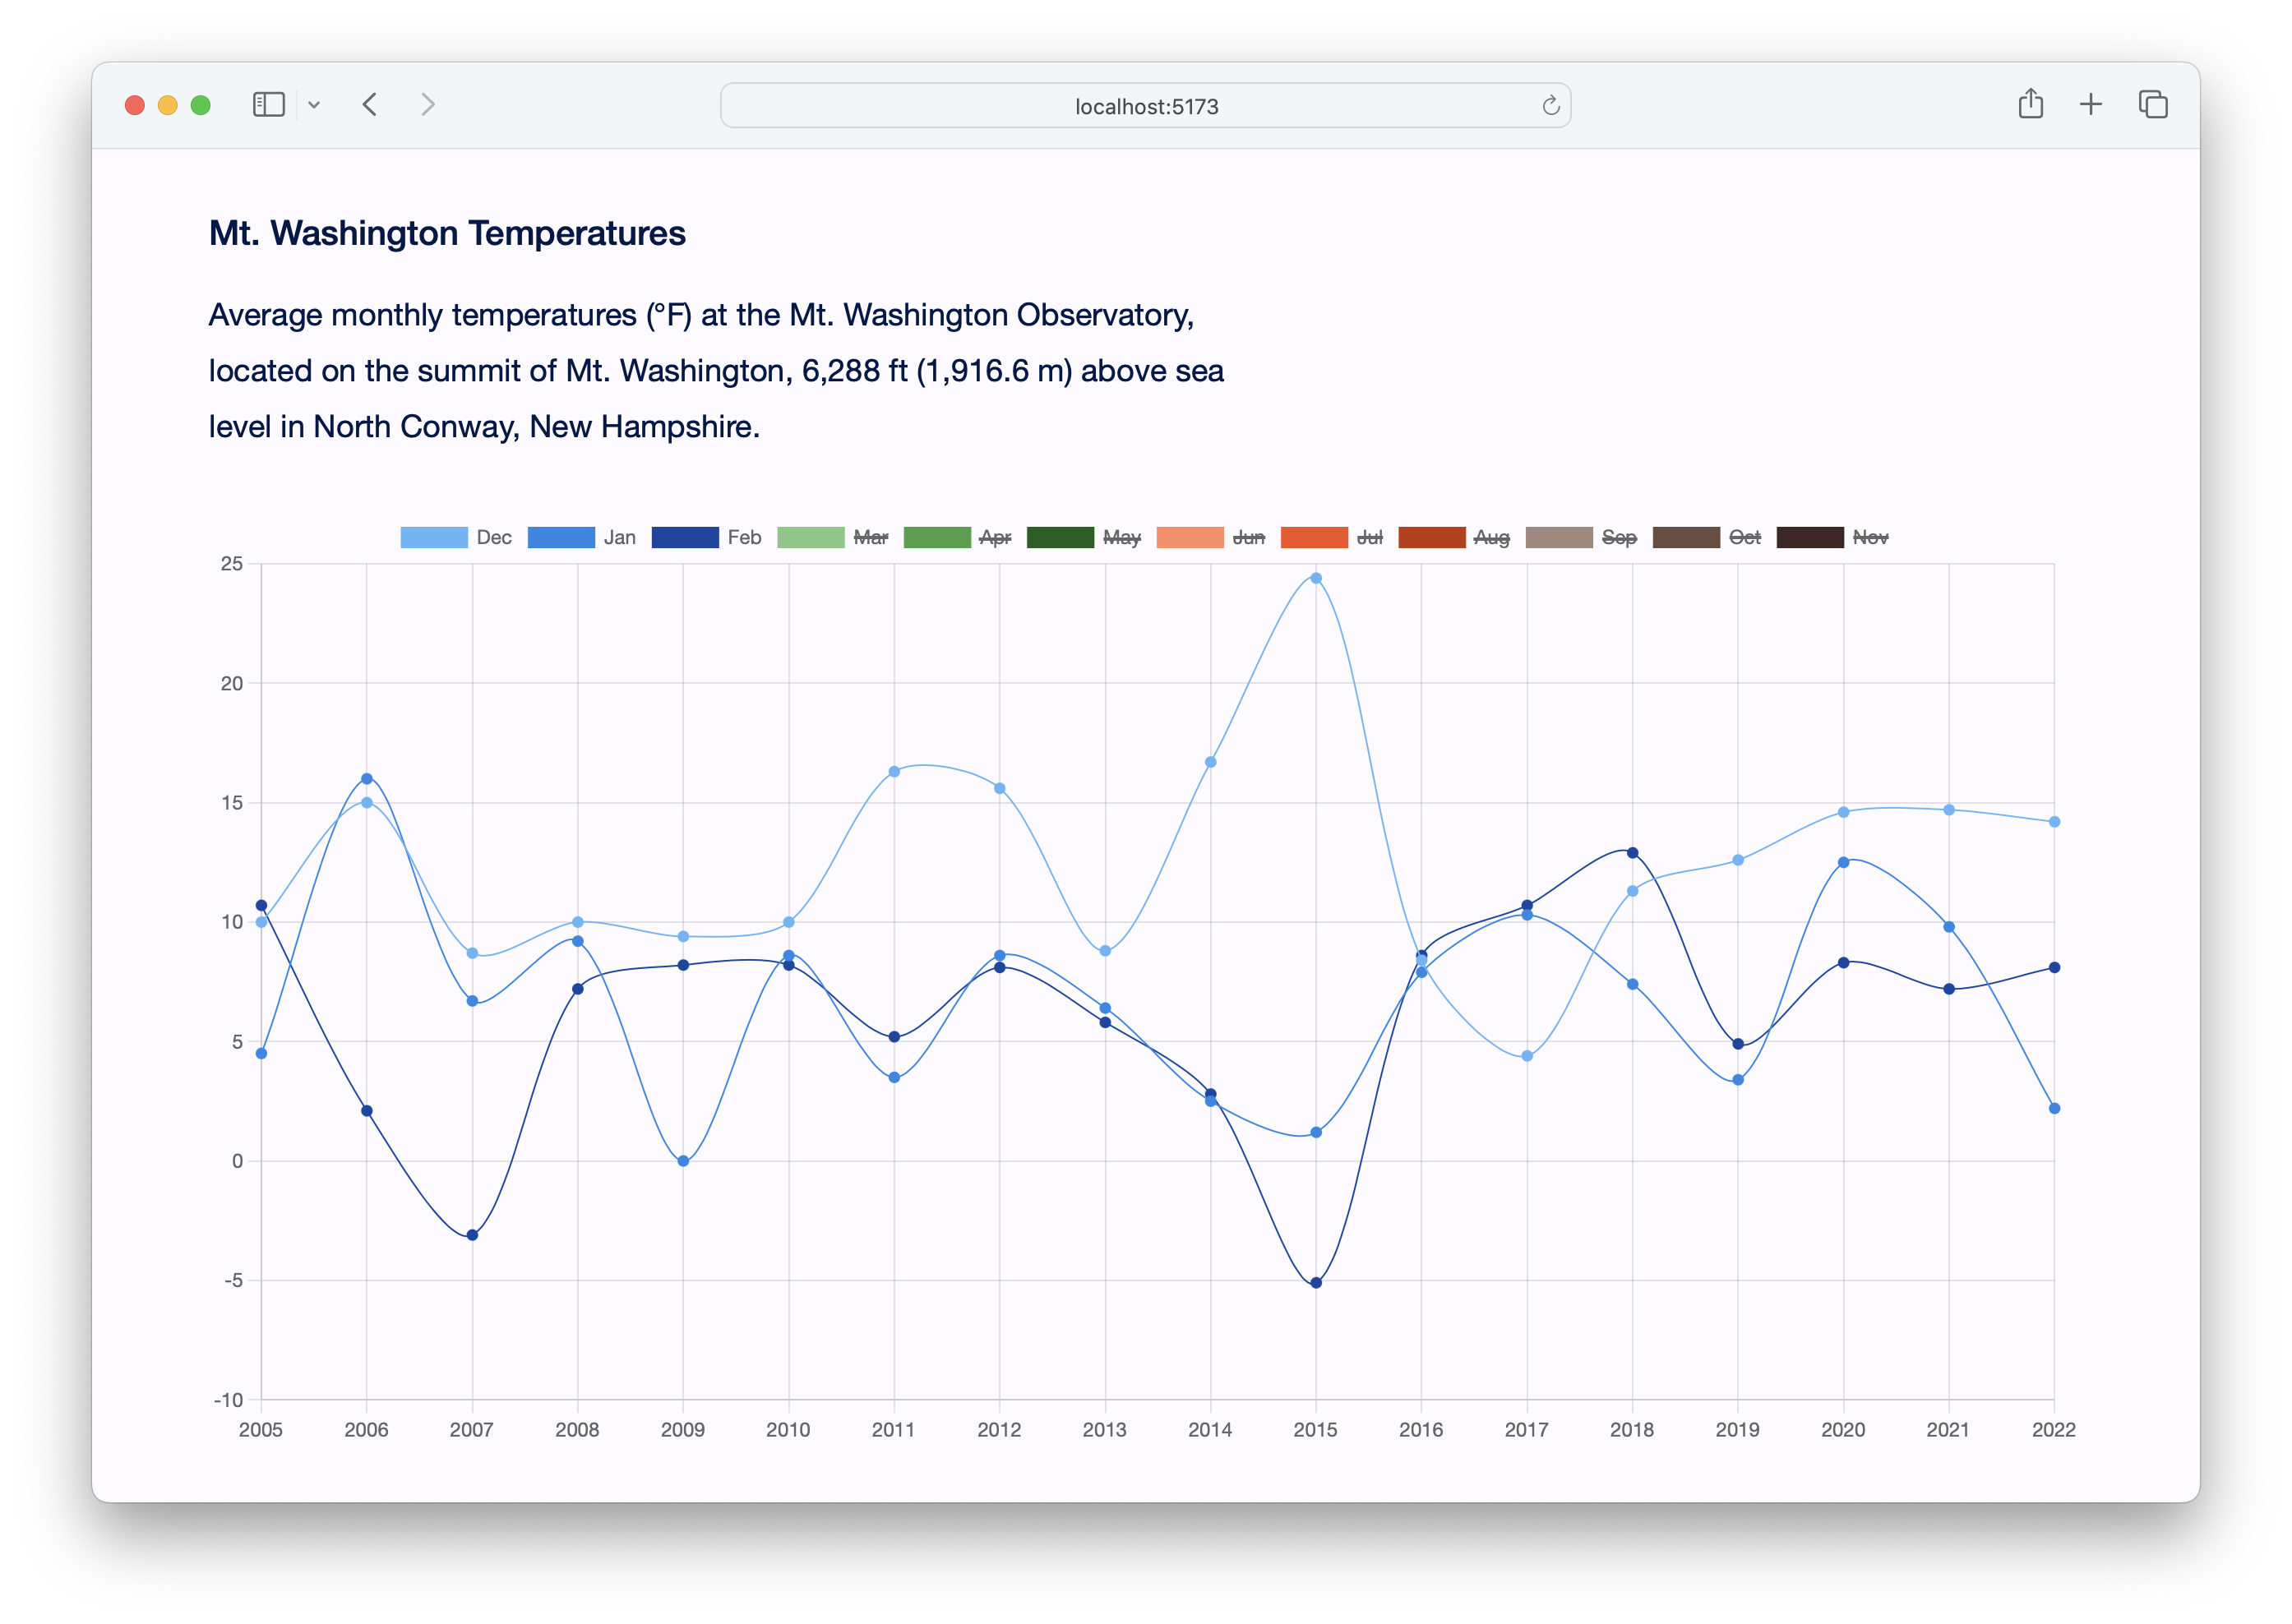 localhost:5173
Mt. Washington Temperatures
Average monthly temperatures (°F) at the Mt. Washington Observatory,
located on the summit of Mt. Washington, 6,288 ft (1,916.6 m) above sea
level in North Conway, New Hampshire.
Dec Jan Feb Mar Apr May Jun Jul Aug Sep Oct Nov
25
20
15
10
5
0
-5
-10
2005 2006 2007 2008 2009 2010 2011 2012 2013 2014 2015 2016 2017 2018 2019 2020 2021 2022